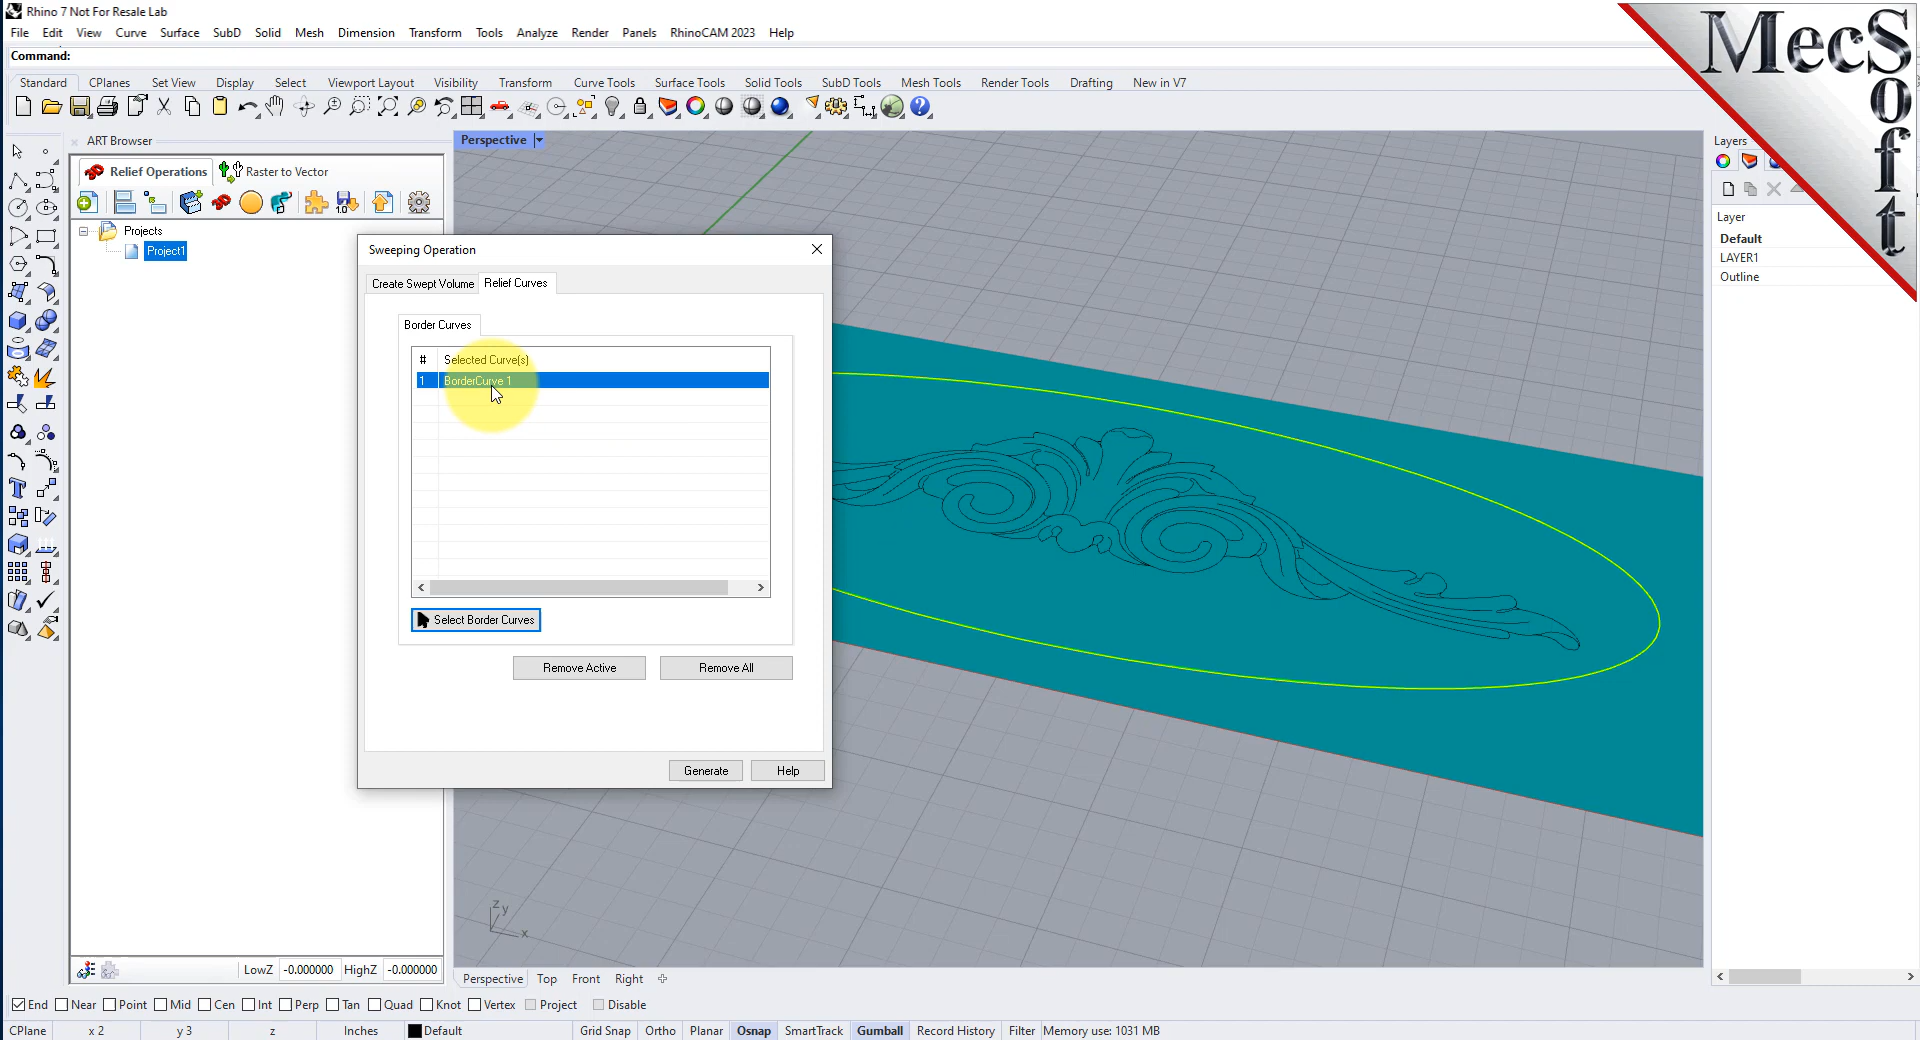 Rhino 7 Not For Resale Lab
File Edit View Curve Surface SubD Solid Mesh Dimension Transform Tools Analyze Render Panels RhinoCAM 2023 Help
Command:
Standard CPlanes Set View Display Select Viewport Layout Visibility Transform Curve Tools Surface Tools Solid Tools SubD Tools Mesh Tools Render Tools Drafting New in V7
MecSoft
ART Browser
Relief Operations Raster to Vector
1.0
Projects
Project1
Sweeping Operation
Create Swept Volume Relief Curves
Border Curves
# Selected Curve(s)
1 BorderCurve 1
Select Border Curves
Remove Active Remove All
Generate Help
Perspective
z y
x
Layers
Layer
Default
LAYER1
Outline
LowZ -0.000000 HighZ -0.000000
Perspective Top Front Right
End Near Point Mid Cen Int Perp Tan Quad Knot Vertex Project Disable
CPlane x 2 y 3 z Inches Default Grid Snap Ortho Planar Osnap SmartTrack Gumball Record History Filter Memory use: 1031 MB